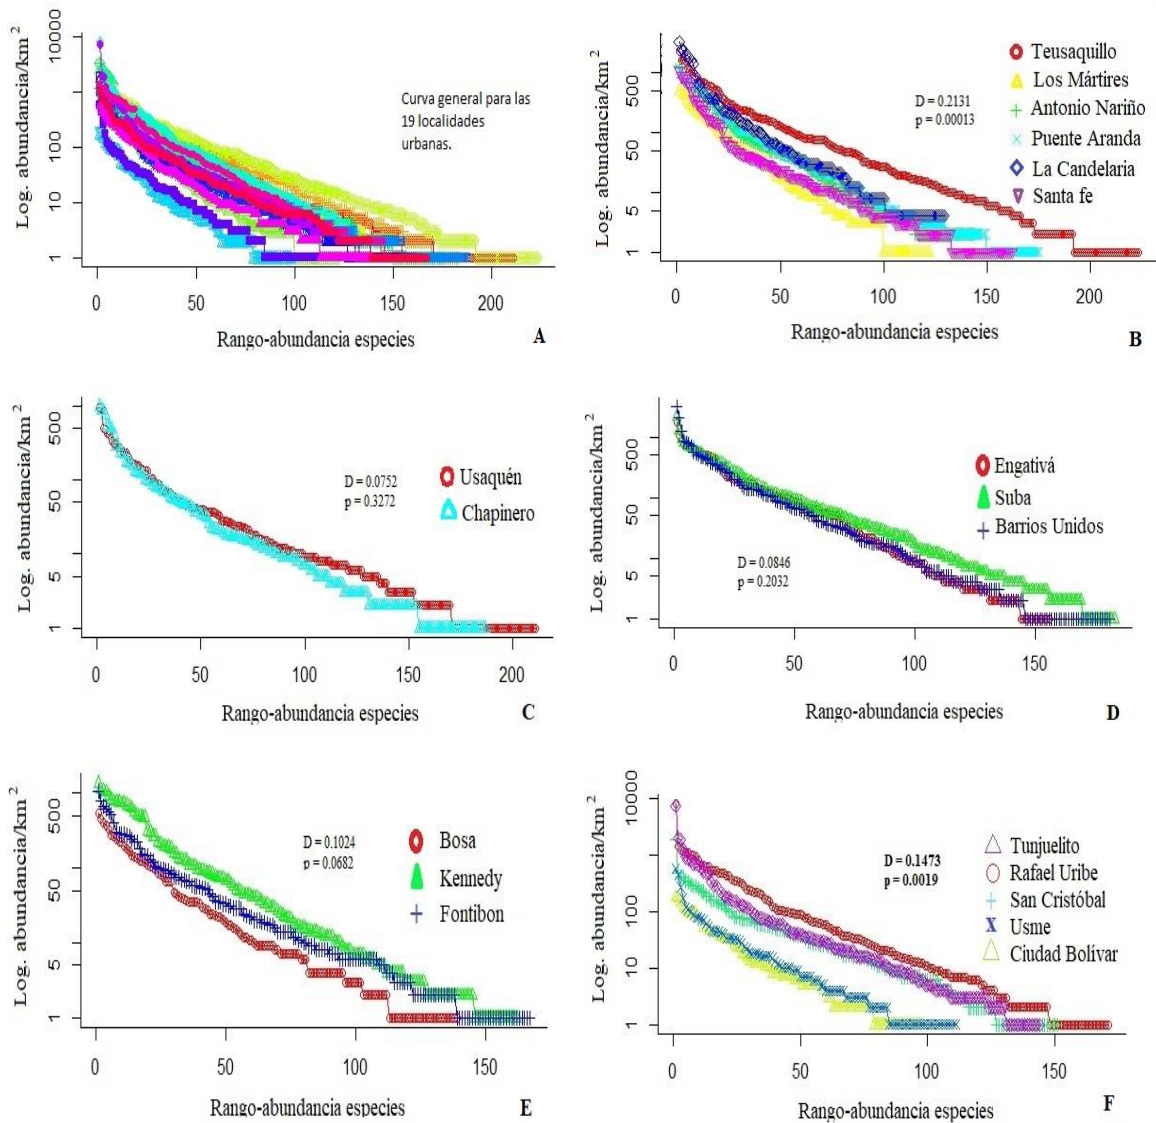 Log. abundancia/km²
10000
100
10
1
0
50
100
150
200
Rango-abundancia especies
Curva general para las
19 localidades
urbanas.
A
Log. abundancia/km²
500
50
5
1
0
50
100
150
200
Rango-abundancia especies
D = 0.2131
p = 0.00013
Teusaquillo
Los Mártires
Antonio Nariño
Puente Aranda
La Candelaria
Santa fe
B
Log. abundancia/km²
500
50
5
1
0
50
100
150
200
Rango-abundancia especies
D = 0.0752
p = 0.3272
Usaquén
Chapinero
C
Log. abundancia/km²
500
50
5
1
0
50
100
150
Rango-abundancia especies
D = 0.0846
p = 0.2032
Engativá
Suba
Barrios Unidos
D
Log. abundancia/km²
500
50
5
1
0
50
100
150
Rango-abundancia especies
D = 0.1024
p = 0.0682
Bosa
Kennedy
Fontibon
E
Log. abundancia/km²
10000
100
10
1
0
50
100
150
Rango-abundancia especies
D = 0.1473
p = 0.0019
Tunjuelito
Rafael Uribe
San Cristóbal
Usme
Ciudad Bolívar
F